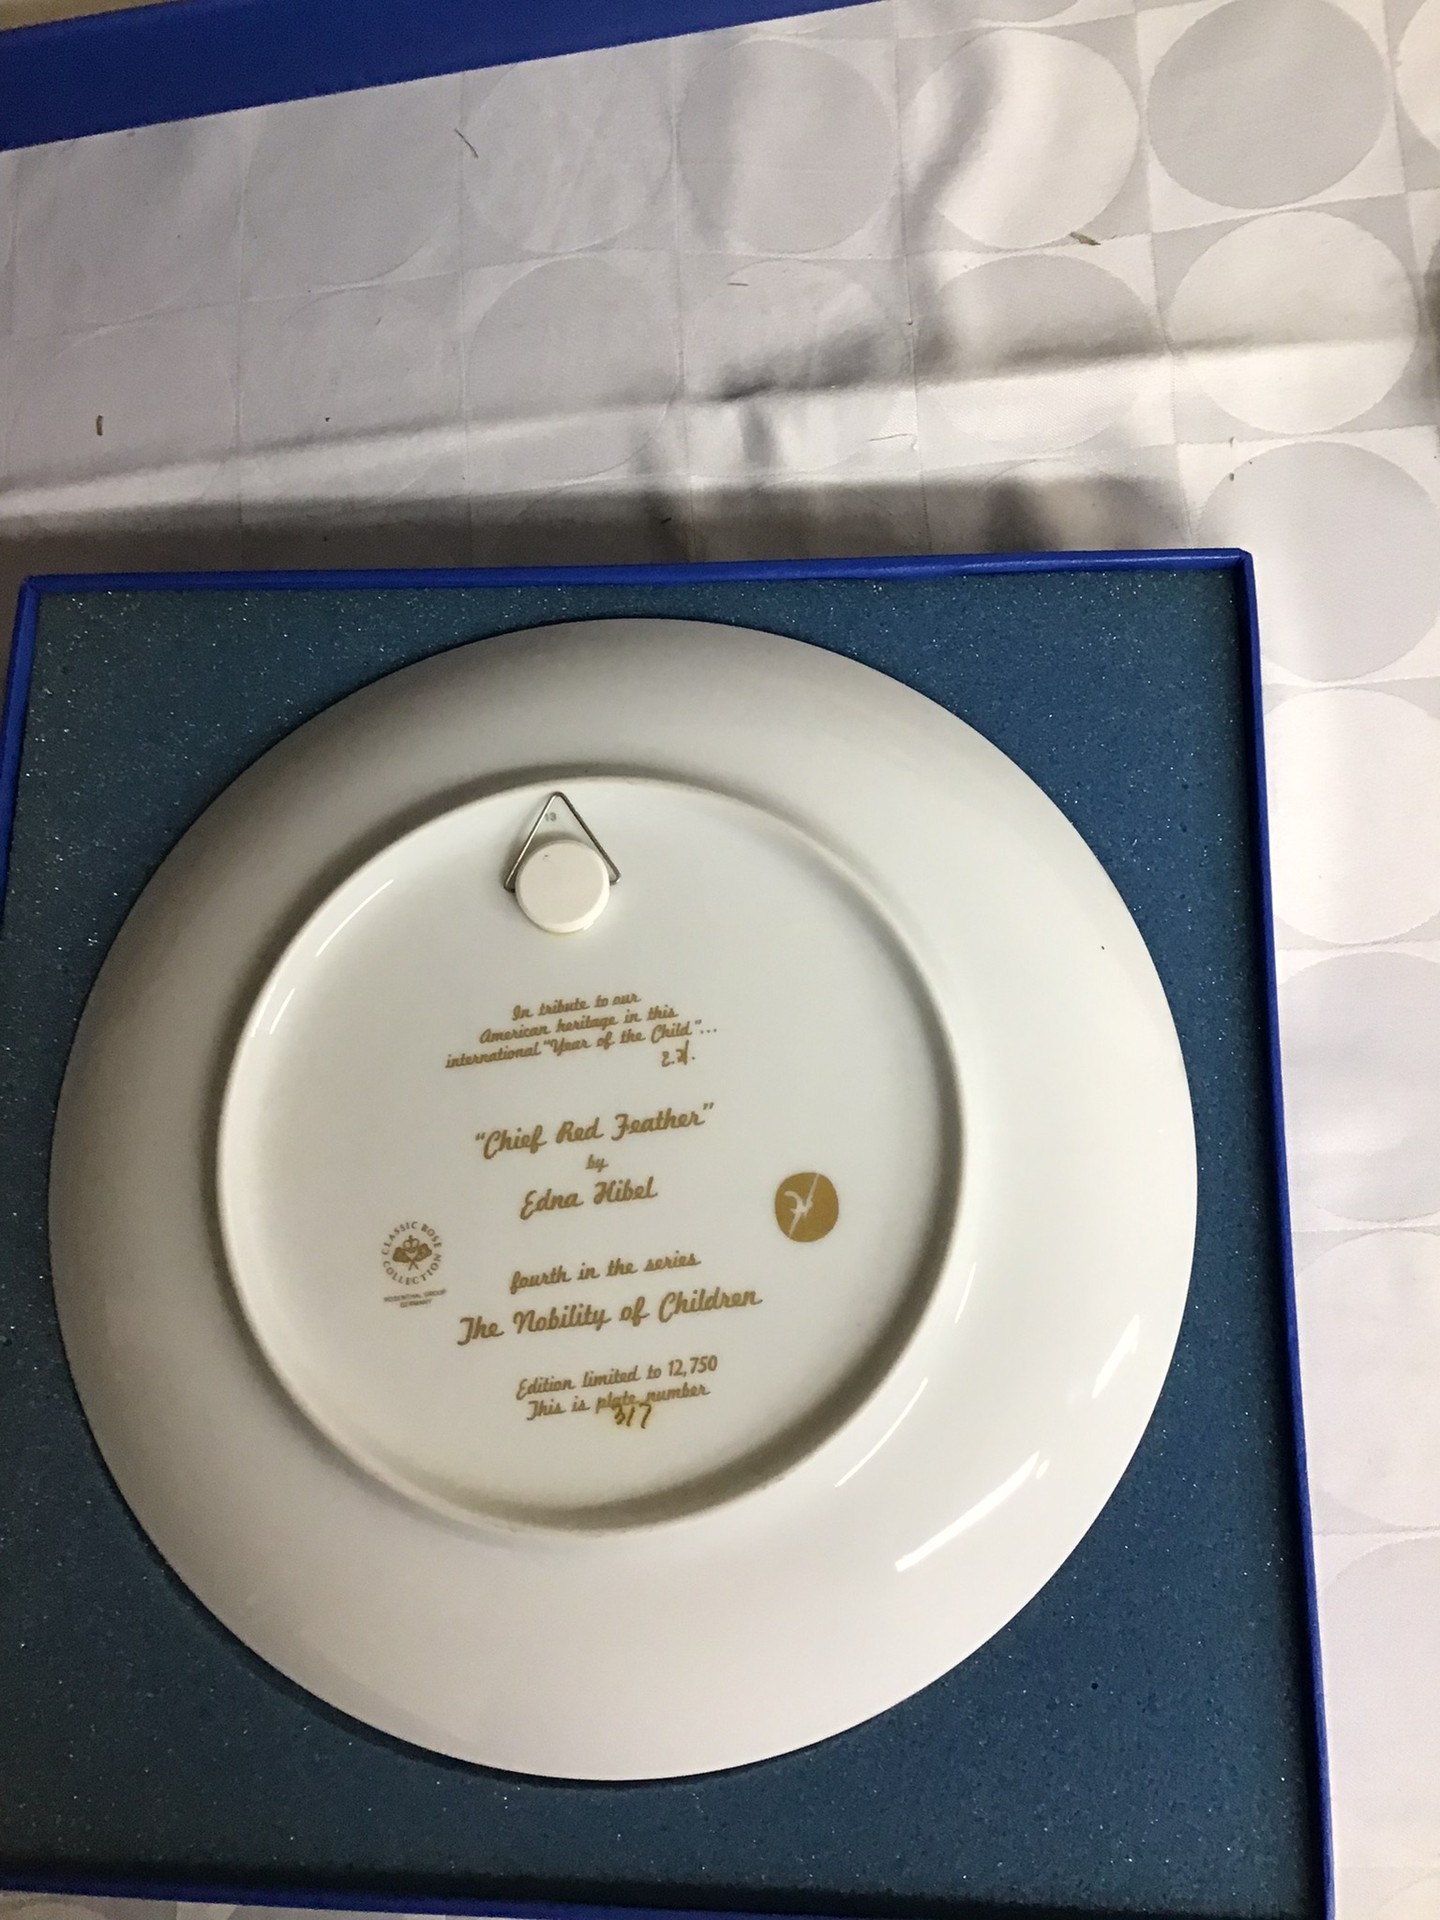 13
In tribute to our
American heritage in this
international "Year of the Child"...
E.H.
"Chief Red Feather"
by
Edna Hibel
CLASSIC ROSE COLLECTION
ROSENTHAL GROUP
GERMANY
fourth in the series
The Nobility of Children
Edition limited to 12,750
This is plate number
317